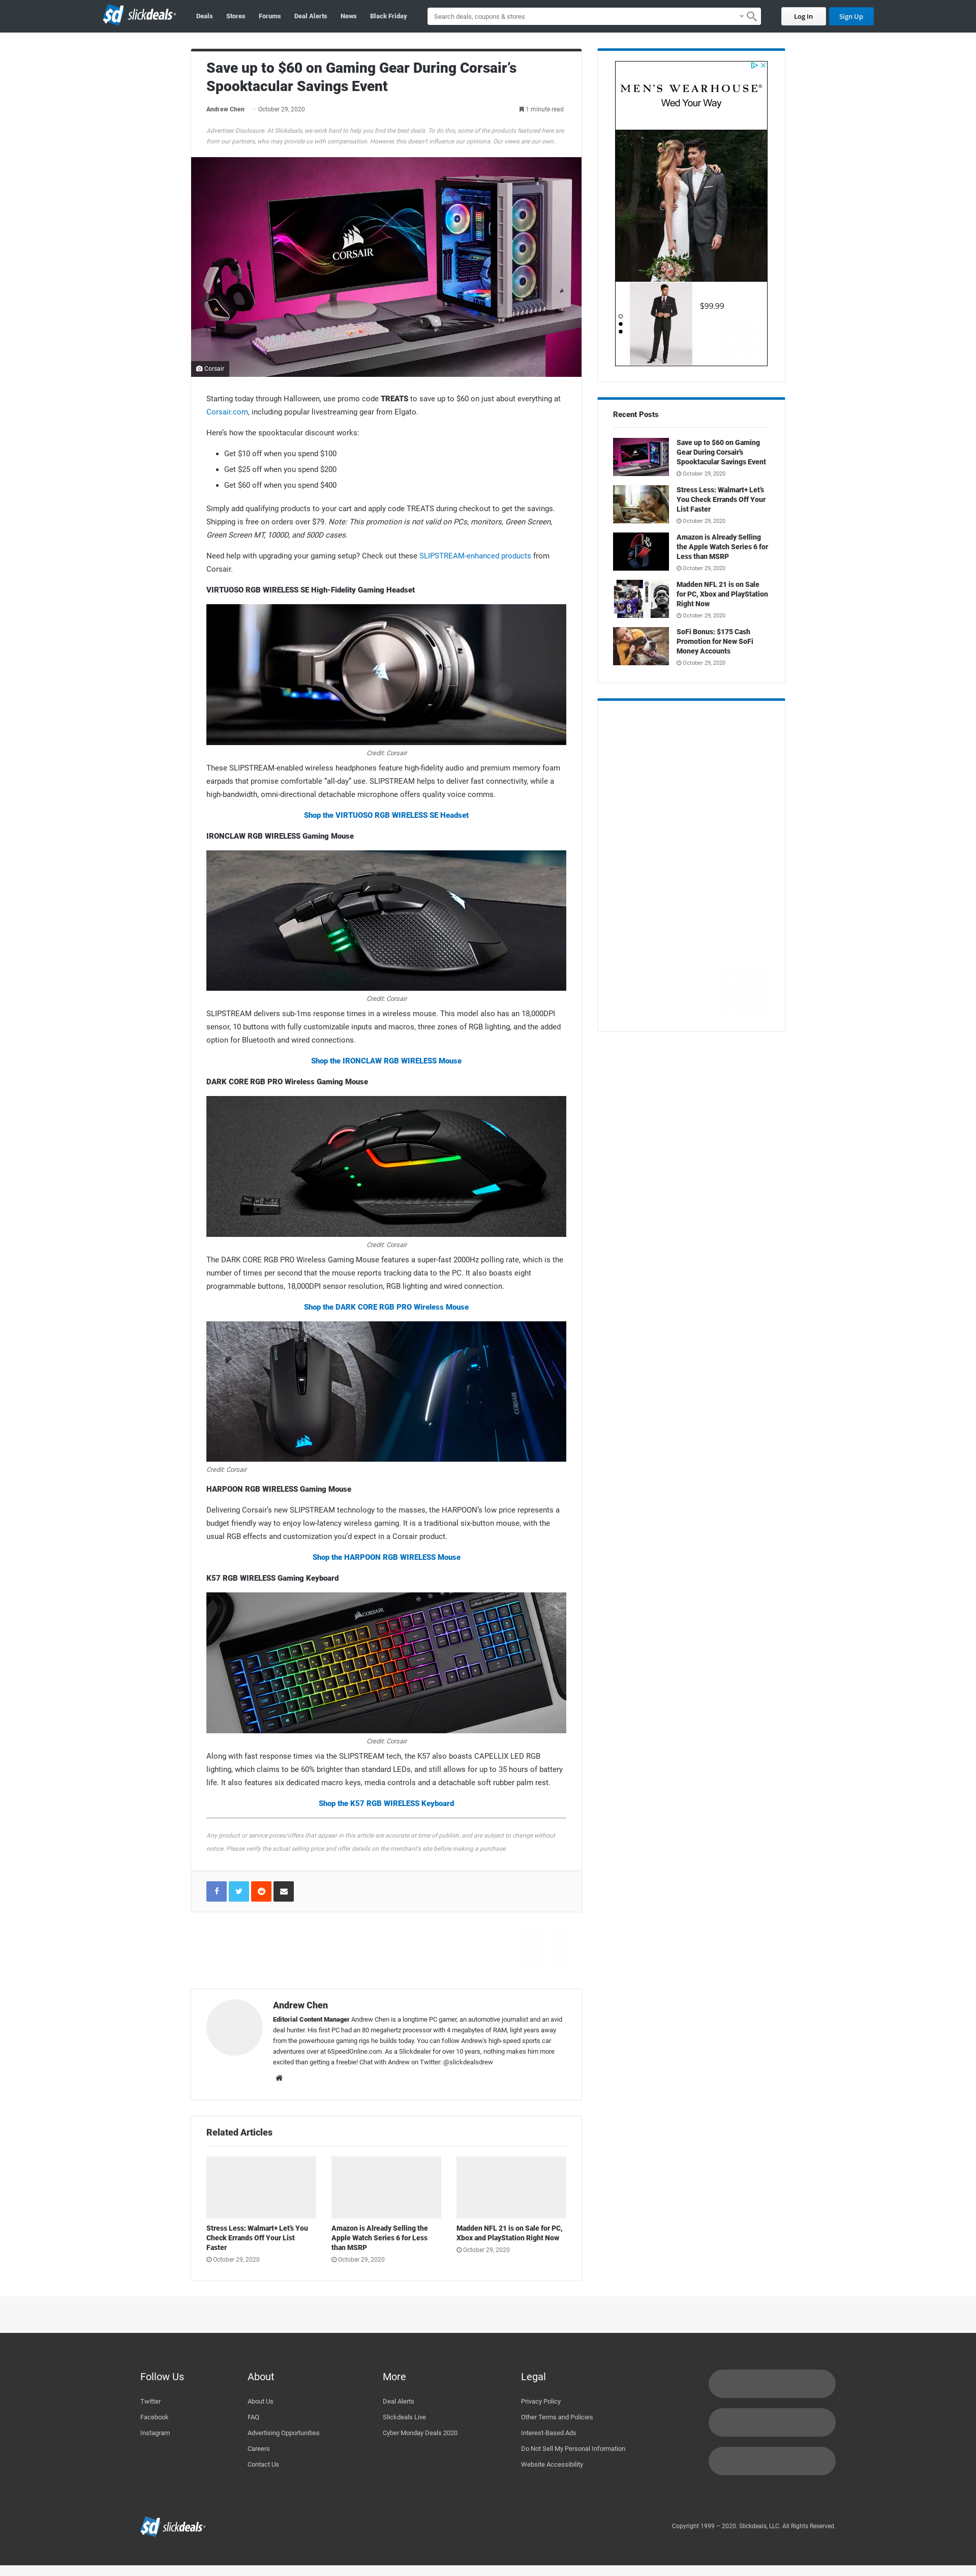 sd slickdeals
Deals Stores Forums Deal Alerts News Black Friday
Search deals, coupons & stores
Log In
Sign Up
Save up to $60 on Gaming Gear During Corsair’s
Spooktacular Savings Event
Andrew Chen October 29, 2020 1 minute read
Advertiser Disclosure: At Slickdeals, we work hard to help you find the best deals. To do this, some of the products featured here are
from our partners, who may provide us with compensation. However, this doesn't influence our opinions. Our views are our own.
CORSAIR
Corsair
Starting today through Halloween, use promo code TREATS to save up to $60 on just about everything at
Corsair.com, including popular livestreaming gear from Elgato.
Here’s how the spooktacular discount works:
Get $10 off when you spend $100
Get $25 off when you spend $200
Get $60 off when you spend $400
Simply add qualifying products to your cart and apply code TREATS during checkout to get the savings.
Shipping is free on orders over $79. Note: This promotion is not valid on PCs, monitors, Green Screen,
Green Screen MT, 1000D, and 500D cases.
Need help with upgrading your gaming setup? Check out these SLIPSTREAM-enhanced products from
Corsair.
VIRTUOSO RGB WIRELESS SE High-Fidelity Gaming Headset
Credit: Corsair
These SLIPSTREAM-enabled wireless headphones feature high-fidelity audio and premium memory foam
earpads that promise comfortable “all-day” use. SLIPSTREAM helps to deliver fast connectivity, while a
high-bandwidth, omni-directional detachable microphone offers quality voice comms.
Shop the VIRTUOSO RGB WIRELESS SE Headset
IRONCLAW RGB WIRELESS Gaming Mouse
Credit: Corsair
SLIPSTREAM delivers sub-1ms response times in a wireless mouse. This model also has an 18,000DPI
sensor, 10 buttons with fully customizable inputs and macros, three zones of RGB lighting, and the added
option for Bluetooth and wired connections.
Shop the IRONCLAW RGB WIRELESS Mouse
DARK CORE RGB PRO Wireless Gaming Mouse
Credit: Corsair
The DARK CORE RGB PRO Wireless Gaming Mouse features a super-fast 2000Hz polling rate, which is the
number of times per second that the mouse reports tracking data to the PC. It also boasts eight
programmable buttons, 18,000DPI sensor resolution, RGB lighting and wired connection.
Shop the DARK CORE RGB PRO Wireless Mouse
CORSAIR
Credit: Corsair
HARPOON RGB WIRELESS Gaming Mouse
Delivering Corsair’s new SLIPSTREAM technology to the masses, the HARPOON’s low price represents a
budget friendly way to enjoy low-latency wireless gaming. It is a traditional six-button mouse, with the
usual RGB effects and customization you’d expect in a Corsair product.
Shop the HARPOON RGB WIRELESS Mouse
K57 RGB WIRELESS Gaming Keyboard
CORSAIR
Credit: Corsair
Along with fast response times via the SLIPSTREAM tech, the K57 also boasts CAPELLIX LED RGB
lighting, which claims to be 60% brighter than standard LEDs, and still allows for up to 35 hours of battery
life. It also features six dedicated macro keys, media controls and a detachable soft rubber palm rest.
Shop the K57 RGB WIRELESS Keyboard
Any product or service prices/offers that appear in this article are accurate at time of publish, and are subject to change without
notice. Please verify the actual selling price and offer details on the merchant's site before making a purchase.
Andrew Chen
Editorial Content Manager Andrew Chen is a longtime PC gamer, an automotive journalist and an avid
deal hunter. His first PC had an 80 megahertz processor with 4 megabytes of RAM, light years away
from the powerhouse gaming rigs he builds today. You can follow Andrew's high-speed sports car
adventures over at 6SpeedOnline.com. As a Slickdealer for over 10 years, nothing makes him more
excited than getting a freebie! Chat with Andrew on Twitter: @slickdealsdrew
Related Articles
Stress Less: Walmart+ Let's You
Check Errands Off Your List
Faster
October 29, 2020
Amazon is Already Selling the
Apple Watch Series 6 for Less
than MSRP
October 29, 2020
Madden NFL 21 is on Sale for PC,
Xbox and PlayStation Right Now
October 29, 2020
MEN'S WEARHOUSE®
Wed Your Way
$99.99
Recent Posts
Save up to $60 on Gaming
Gear During Corsair’s
Spooktacular Savings Event
October 29, 2020
Stress Less: Walmart+ Let's
You Check Errands Off Your
List Faster
October 29, 2020
Amazon is Already Selling
the Apple Watch Series 6 for
Less than MSRP
October 29, 2020
Madden NFL 21 is on Sale
for PC, Xbox and PlayStation
Right Now
October 29, 2020
SoFi Bonus: $175 Cash
Promotion for New SoFi
Money Accounts
October 29, 2020
Follow Us
Twitter
Facebook
Instagram
About
About Us
FAQ
Advertising Opportunities
Careers
Contact Us
More
Deal Alerts
Slickdeals Live
Cyber Monday Deals 2020
Legal
Privacy Policy
Other Terms and Policies
Interest-Based Ads
Do Not Sell My Personal Information
Website Accessibility
sd slickdeals
Copyright 1999 – 2020. Slickdeals, LLC. All Rights Reserved.